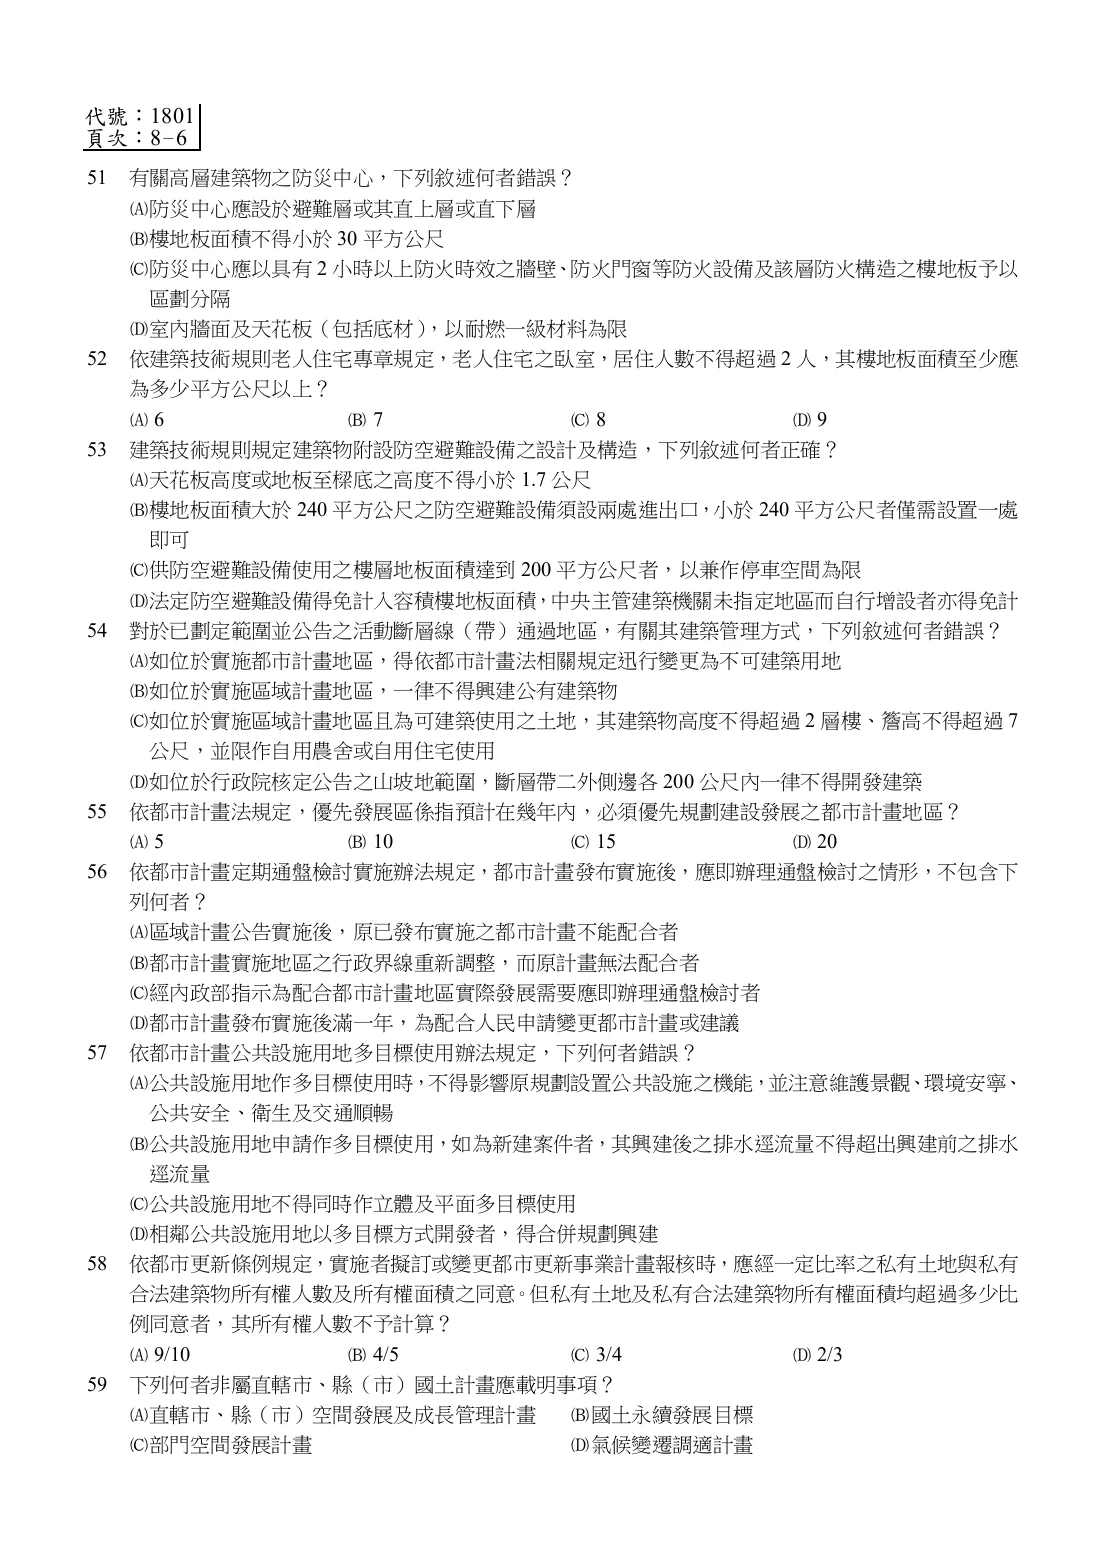 代號：1801
頁次：8－6
51 有關高層建築物之防災中心，下列敘述何者錯誤？
(A)防災中心應設於避難層或其直上層或直下層
(B)樓地板面積不得小於 30 平方公尺
(C)防災中心應以具有 2 小時以上防火時效之牆壁、防火門窗等防火設備及該層防火構造之樓地板予以
區劃分隔
(D)室內牆面及天花板（包括底材），以耐燃一級材料為限
52 依建築技術規則老人住宅專章規定，老人住宅之臥室，居住人數不得超過 2 人，其樓地板面積至少應
為多少平方公尺以上？
(A) 6 (B) 7 (C) 8 (D) 9
53 建築技術規則規定建築物附設防空避難設備之設計及構造，下列敘述何者正確？
(A)天花板高度或地板至樑底之高度不得小於 1.7 公尺
(B)樓地板面積大於 240 平方公尺之防空避難設備須設兩處進出口，小於 240 平方公尺者僅需設置一處
即可
(C)供防空避難設備使用之樓層地板面積達到 200 平方公尺者，以兼作停車空間為限
(D)法定防空避難設備得免計入容積樓地板面積，中央主管建築機關未指定地區而自行增設者亦得免計
54 對於已劃定範圍並公告之活動斷層線（帶）通過地區，有關其建築管理方式，下列敘述何者錯誤？
(A)如位於實施都市計畫地區，得依都市計畫法相關規定迅行變更為不可建築用地
(B)如位於實施區域計畫地區，一律不得興建公有建築物
(C)如位於實施區域計畫地區且為可建築使用之土地，其建築物高度不得超過 2 層樓、簷高不得超過 7
公尺，並限作自用農舍或自用住宅使用
(D)如位於行政院核定公告之山坡地範圍，斷層帶二外側邊各 200 公尺內一律不得開發建築
55 依都市計畫法規定，優先發展區係指預計在幾年內，必須優先規劃建設發展之都市計畫地區？
(A) 5 (B) 10 (C) 15 (D) 20
56 依都市計畫定期通盤檢討實施辦法規定，都市計畫發布實施後，應即辦理通盤檢討之情形，不包含下
列何者？
(A)區域計畫公告實施後，原已發布實施之都市計畫不能配合者
(B)都市計畫實施地區之行政界線重新調整，而原計畫無法配合者
(C)經內政部指示為配合都市計畫地區實際發展需要應即辦理通盤檢討者
(D)都市計畫發布實施後滿一年，為配合人民申請變更都市計畫或建議
57 依都市計畫公共設施用地多目標使用辦法規定，下列何者錯誤？
(A)公共設施用地作多目標使用時，不得影響原規劃設置公共設施之機能，並注意維護景觀、環境安寧、
公共安全、衛生及交通順暢
(B)公共設施用地申請作多目標使用，如為新建案件者，其興建後之排水逕流量不得超出興建前之排水
逕流量
(C)公共設施用地不得同時作立體及平面多目標使用
(D)相鄰公共設施用地以多目標方式開發者，得合併規劃興建
58 依都市更新條例規定，實施者擬訂或變更都市更新事業計畫報核時，應經一定比率之私有土地與私有
合法建築物所有權人數及所有權面積之同意。但私有土地及私有合法建築物所有權面積均超過多少比
例同意者，其所有權人數不予計算？
(A) 9/10 (B) 4/5 (C) 3/4 (D) 2/3
59 下列何者非屬直轄市、縣（市）國土計畫應載明事項？
(A)直轄市、縣（市）空間發展及成長管理計畫 (B)國土永續發展目標
(C)部門空間發展計畫 (D)氣候變遷調適計畫